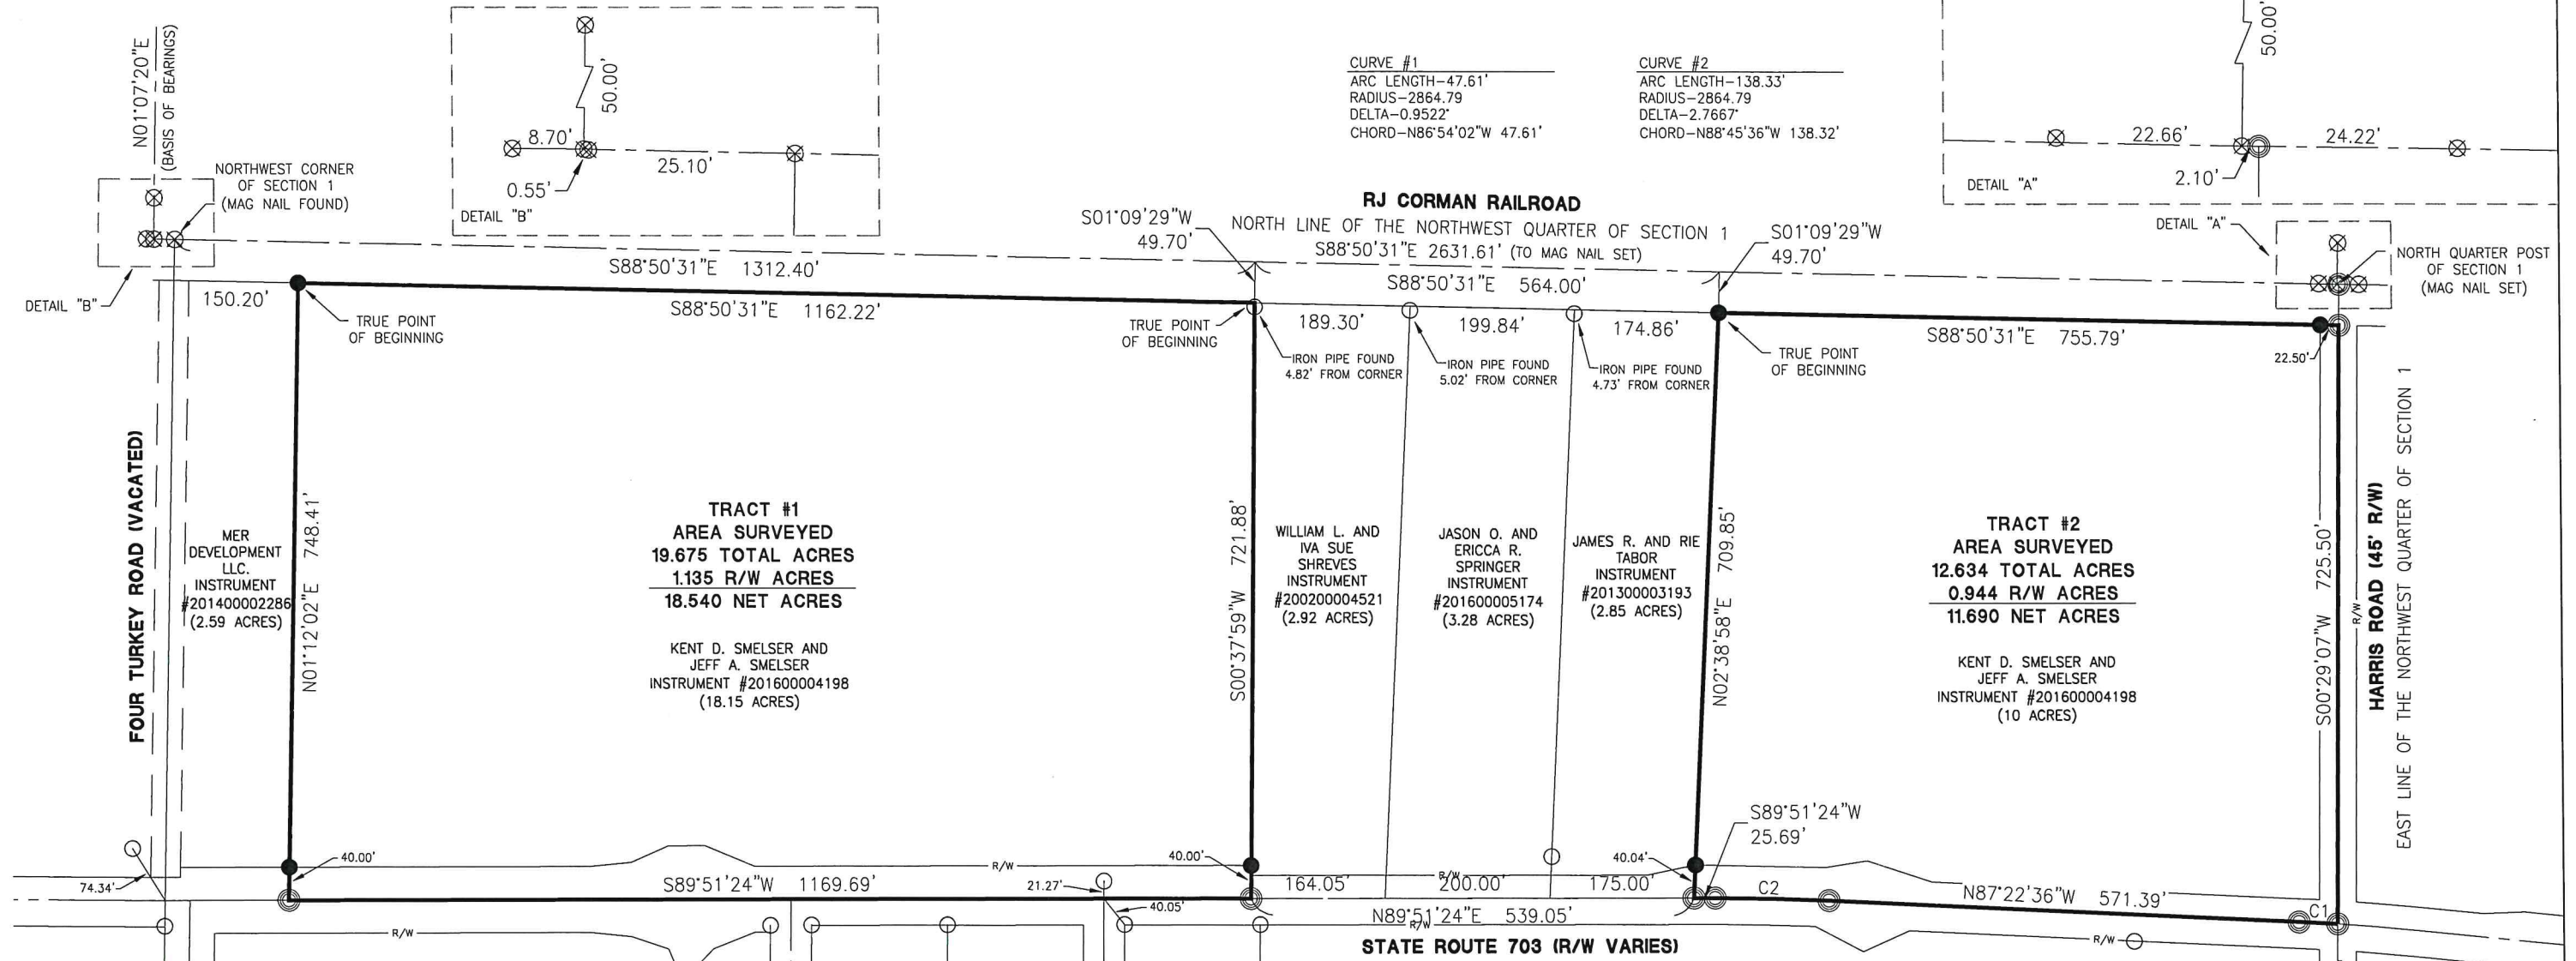 N01°07'20"E
(BASIS OF BEARINGS)
NORTHWEST CORNER
OF SECTION 1
(MAG NAIL FOUND)
DETAIL "B"
50.00'
8.70'
25.10'
0.55'
DETAIL "B"
CURVE #1
ARC LENGTH-47.61'
RADIUS-2864.79
DELTA-0.9522°
CHORD-N86°54'02"W 47.61'
CURVE #2
ARC LENGTH-138.33'
RADIUS-2864.79
DELTA-2.7667°
CHORD-N88°45'36"W 138.32'
50.00'
22.66'
24.22'
2.10'
DETAIL "A"
DETAIL "A"
NORTH QUARTER POST
OF SECTION 1
(MAG NAIL SET)
RJ CORMAN RAILROAD
NORTH LINE OF THE NORTHWEST QUARTER OF SECTION 1
S88°50'31"E 2631.61' (TO MAG NAIL SET)
S01°09'29"W
49.70'
S01°09'29"W
49.70'
S88°50'31"E 1312.40'
S88°50'31"E 564.00'
150.20'
S88°50'31"E 1162.22'
TRUE POINT
OF BEGINNING
TRUE POINT
OF BEGINNING
189.30'
199.84'
174.86'
IRON PIPE FOUND
4.82' FROM CORNER
IRON PIPE FOUND
5.02' FROM CORNER
IRON PIPE FOUND
4.73' FROM CORNER
TRUE POINT
OF BEGINNING
S88°50'31"E 755.79'
22.50'
FOUR TURKEY ROAD (VACATED)
MER
DEVELOPMENT
LLC.
INSTRUMENT
#201400002286
(2.59 ACRES)
N01°12'02"E 748.41'
TRACT #1
AREA SURVEYED
19.675 TOTAL ACRES
1.135 R/W ACRES
18.540 NET ACRES
KENT D. SMELSER AND
JEFF A. SMELSER
INSTRUMENT #201600004198
(18.15 ACRES)
S00°37'59"W 721.88'
WILLIAM L. AND
IVA SUE
SHREVES
INSTRUMENT
#200200004521
(2.92 ACRES)
JASON O. AND
ERICCA R.
SPRINGER
INSTRUMENT
#201600005174
(3.28 ACRES)
JAMES R. AND RIE
TABOR
INSTRUMENT
#201300003193
(2.85 ACRES)
N02°38'58"E 709.85'
TRACT #2
AREA SURVEYED
12.634 TOTAL ACRES
0.944 R/W ACRES
11.690 NET ACRES
KENT D. SMELSER AND
JEFF A. SMELSER
INSTRUMENT #201600004198
(10 ACRES)
S00°29'07"W 725.50'
R/W
HARRIS ROAD (45' R/W)
EAST LINE OF THE NORTHWEST QUARTER OF SECTION 1
S89°51'24"W
25.69'
74.34'
40.00'
S89°51'24"W 1169.69'
R/W
21.27'
40.05'
40.00'
164.05'
R/W
200.00'
175.00'
40.04'
C2
N87°22'36"W 571.39'
C1
N89°51'24"E 539.05'
R/W
R/W
R/W
STATE ROUTE 703 (R/W VARIES)